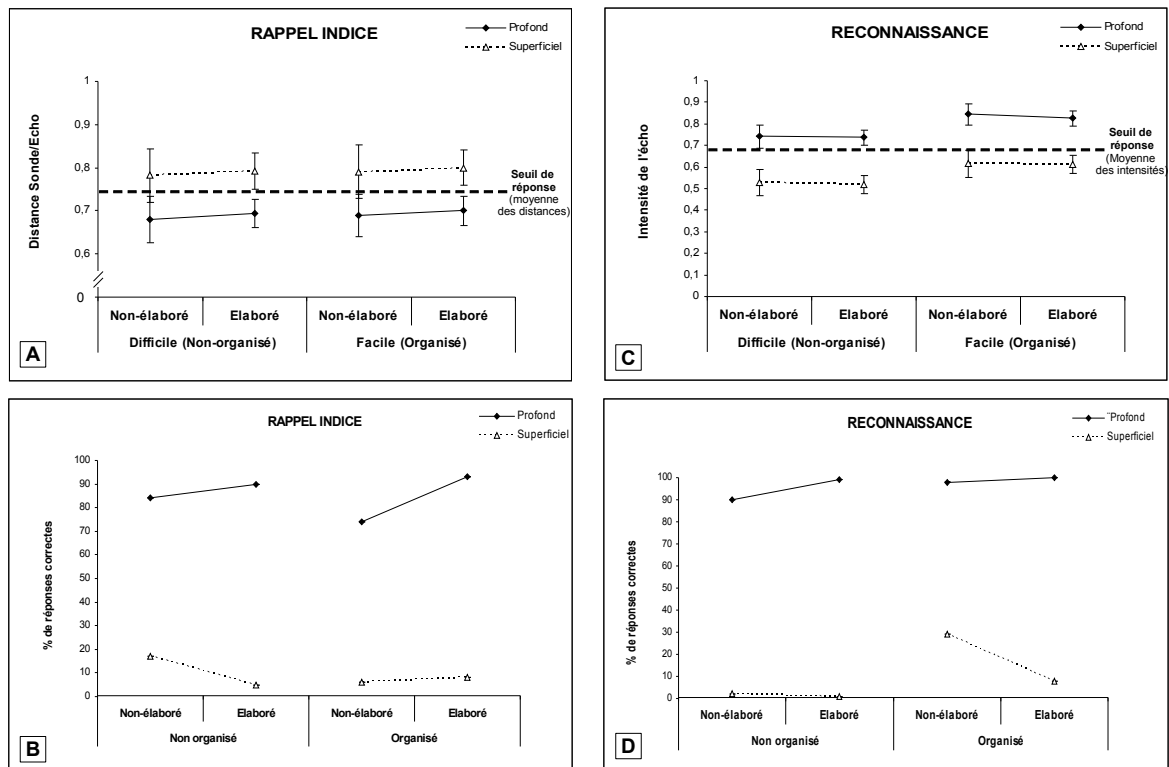 RAPPEL INDICE
Profond
Superficiel
Distance Sonde/Echo
1
0,9
0,8
0,7
0,6
0
Seuil de
réponse
(moyenne
des distances)
Non-élaboré Elaboré Non-élaboré Elaboré
Difficile (Non-organisé) Facile (Organisé)
A
RECONNAISSANCE
Profond
Superficiel
Intensité de l'écho
1
0,9
0,8
0,7
0,6
0,5
0,4
0,3
0,2
0,1
0
Seuil de
réponse
(Moyenne
des intensités)
Non-élaboré Elaboré Non-élaboré Elaboré
Difficile (Non-organisé) Facile (Organisé)
C
RAPPEL INDICE
Profond
Superficiel
% de réponses correctes
100
90
80
70
60
50
40
30
20
10
0
Non-élaboré Elaboré Non-élaboré Elaboré
Non organisé Organisé
B
RECONNAISSANCE
¨Profond
Superficiel
% de réponses correctes
100
90
80
70
60
50
40
30
20
10
0
Non-élaboré Elaboré Non-élaboré Elaboré
Non organisé Organisé
D